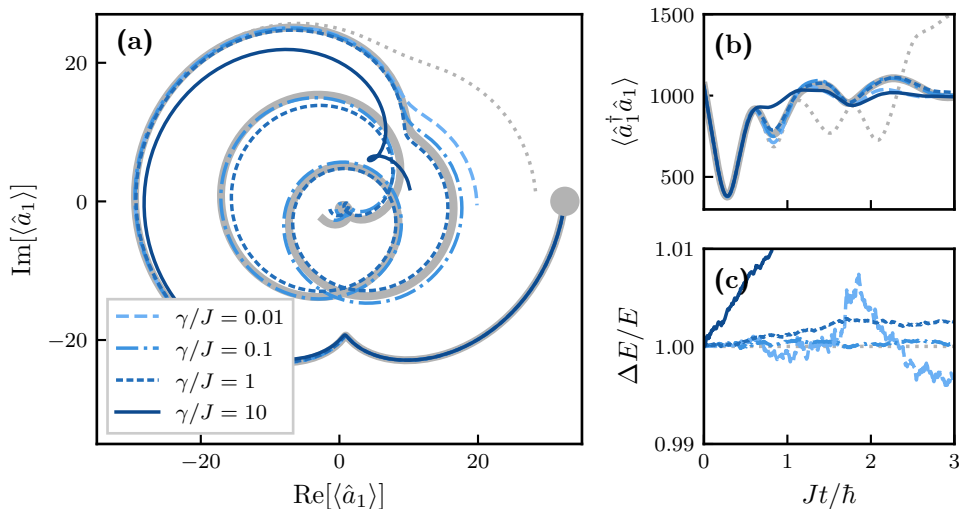 (a)
20
0
−20
Im[⟨â₁⟩]
−20
0
20
Re[⟨â₁⟩]
γ/J = 0.01
γ/J = 0.1
γ/J = 1
γ/J = 10
(b)
1500
1000
500
⟨â₁†â₁⟩
(c)
1.01
1.00
0.99
ΔE/E
0
1
2
3
Jt/ħ